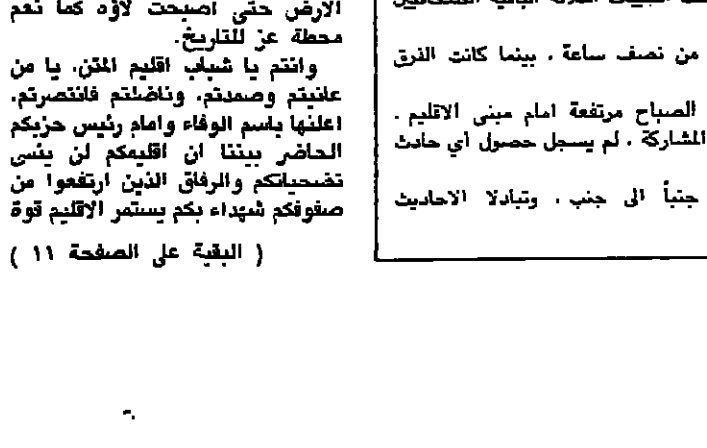 الارض حتى اصبحت لاؤه كما نعم
محطة عز للتاريخ.
وانتم يا شباب اقليم المتن، يا من
عانيتم وصمدتم، وناضلتم فانتصرتم،
اعلنها باسم الوفاء وامام رئيس حزبكم
الحاضر بيننا ان اقليمكم لن ينسى
تضحياتكم والرفاق الذين ارتفعوا من
صفوفكم شهداء بكم يستمر الاقليم قوة
( البقية على الصفحة ١١ )
من نصف ساعة ، بينما كانت الفرق
الصباح مرتفعة امام مبنى الاقليم .
المشاركة ، لم يسجل حصول أي حادث
جنباً الى جنب ، وتبادلا الاحاديث